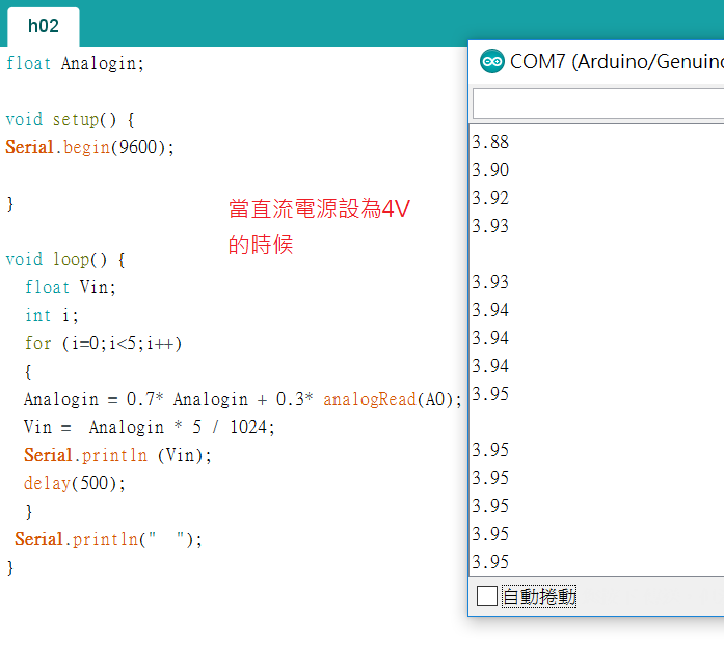 h02
float Analogin;
void setup() {
Serial.begin(9600);
}
void loop() {
float Vin;
int i;
for (i=0;i<5;i++)
{
Analogin = 0.7* Analogin + 0.3* analogRead(A0);
Vin = Analogin * 5 / 1024;
Serial.println (Vin);
delay(500);
}
Serial.println("  ");
}
當直流電源設為4V
的時候
COM7 (Arduino/Genuino
3.88
3.90
3.92
3.93
3.93
3.94
3.94
3.94
3.95
3.95
3.95
3.95
3.95
3.95
自動捲動